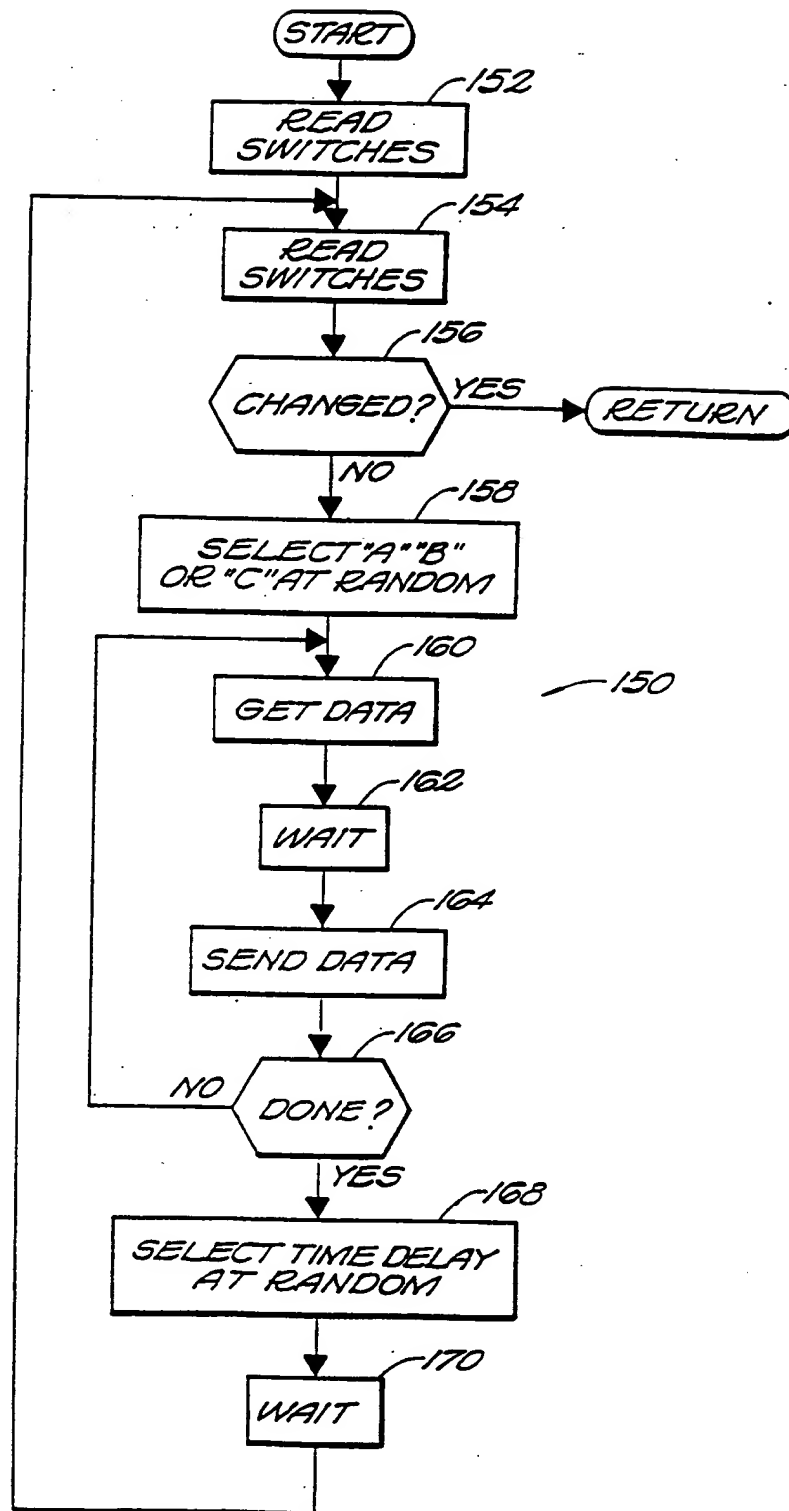 START
152
READ
SWITCHES
154
READ
SWITCHES
156
CHANGED?
YES
RETURN
NO
158
SELECT "A" "B"
OR "C" AT RANDOM
160
GET DATA
150
162
WAIT
164
SEND DATA
166
NO
DONE?
YES
168
SELECT TIME DELAY
AT RANDOM
170
WAIT